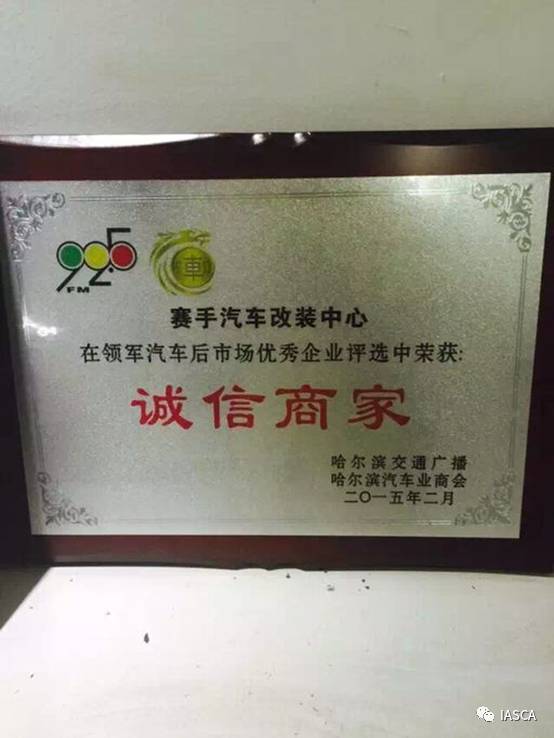 992.5
FM
車
赛手汽车改装中心
在领军汽车后市场优秀企业评选中荣获:
诚信商家
哈尔滨交通广播
哈尔滨汽车业商会
二〇一五年二月
IASCA